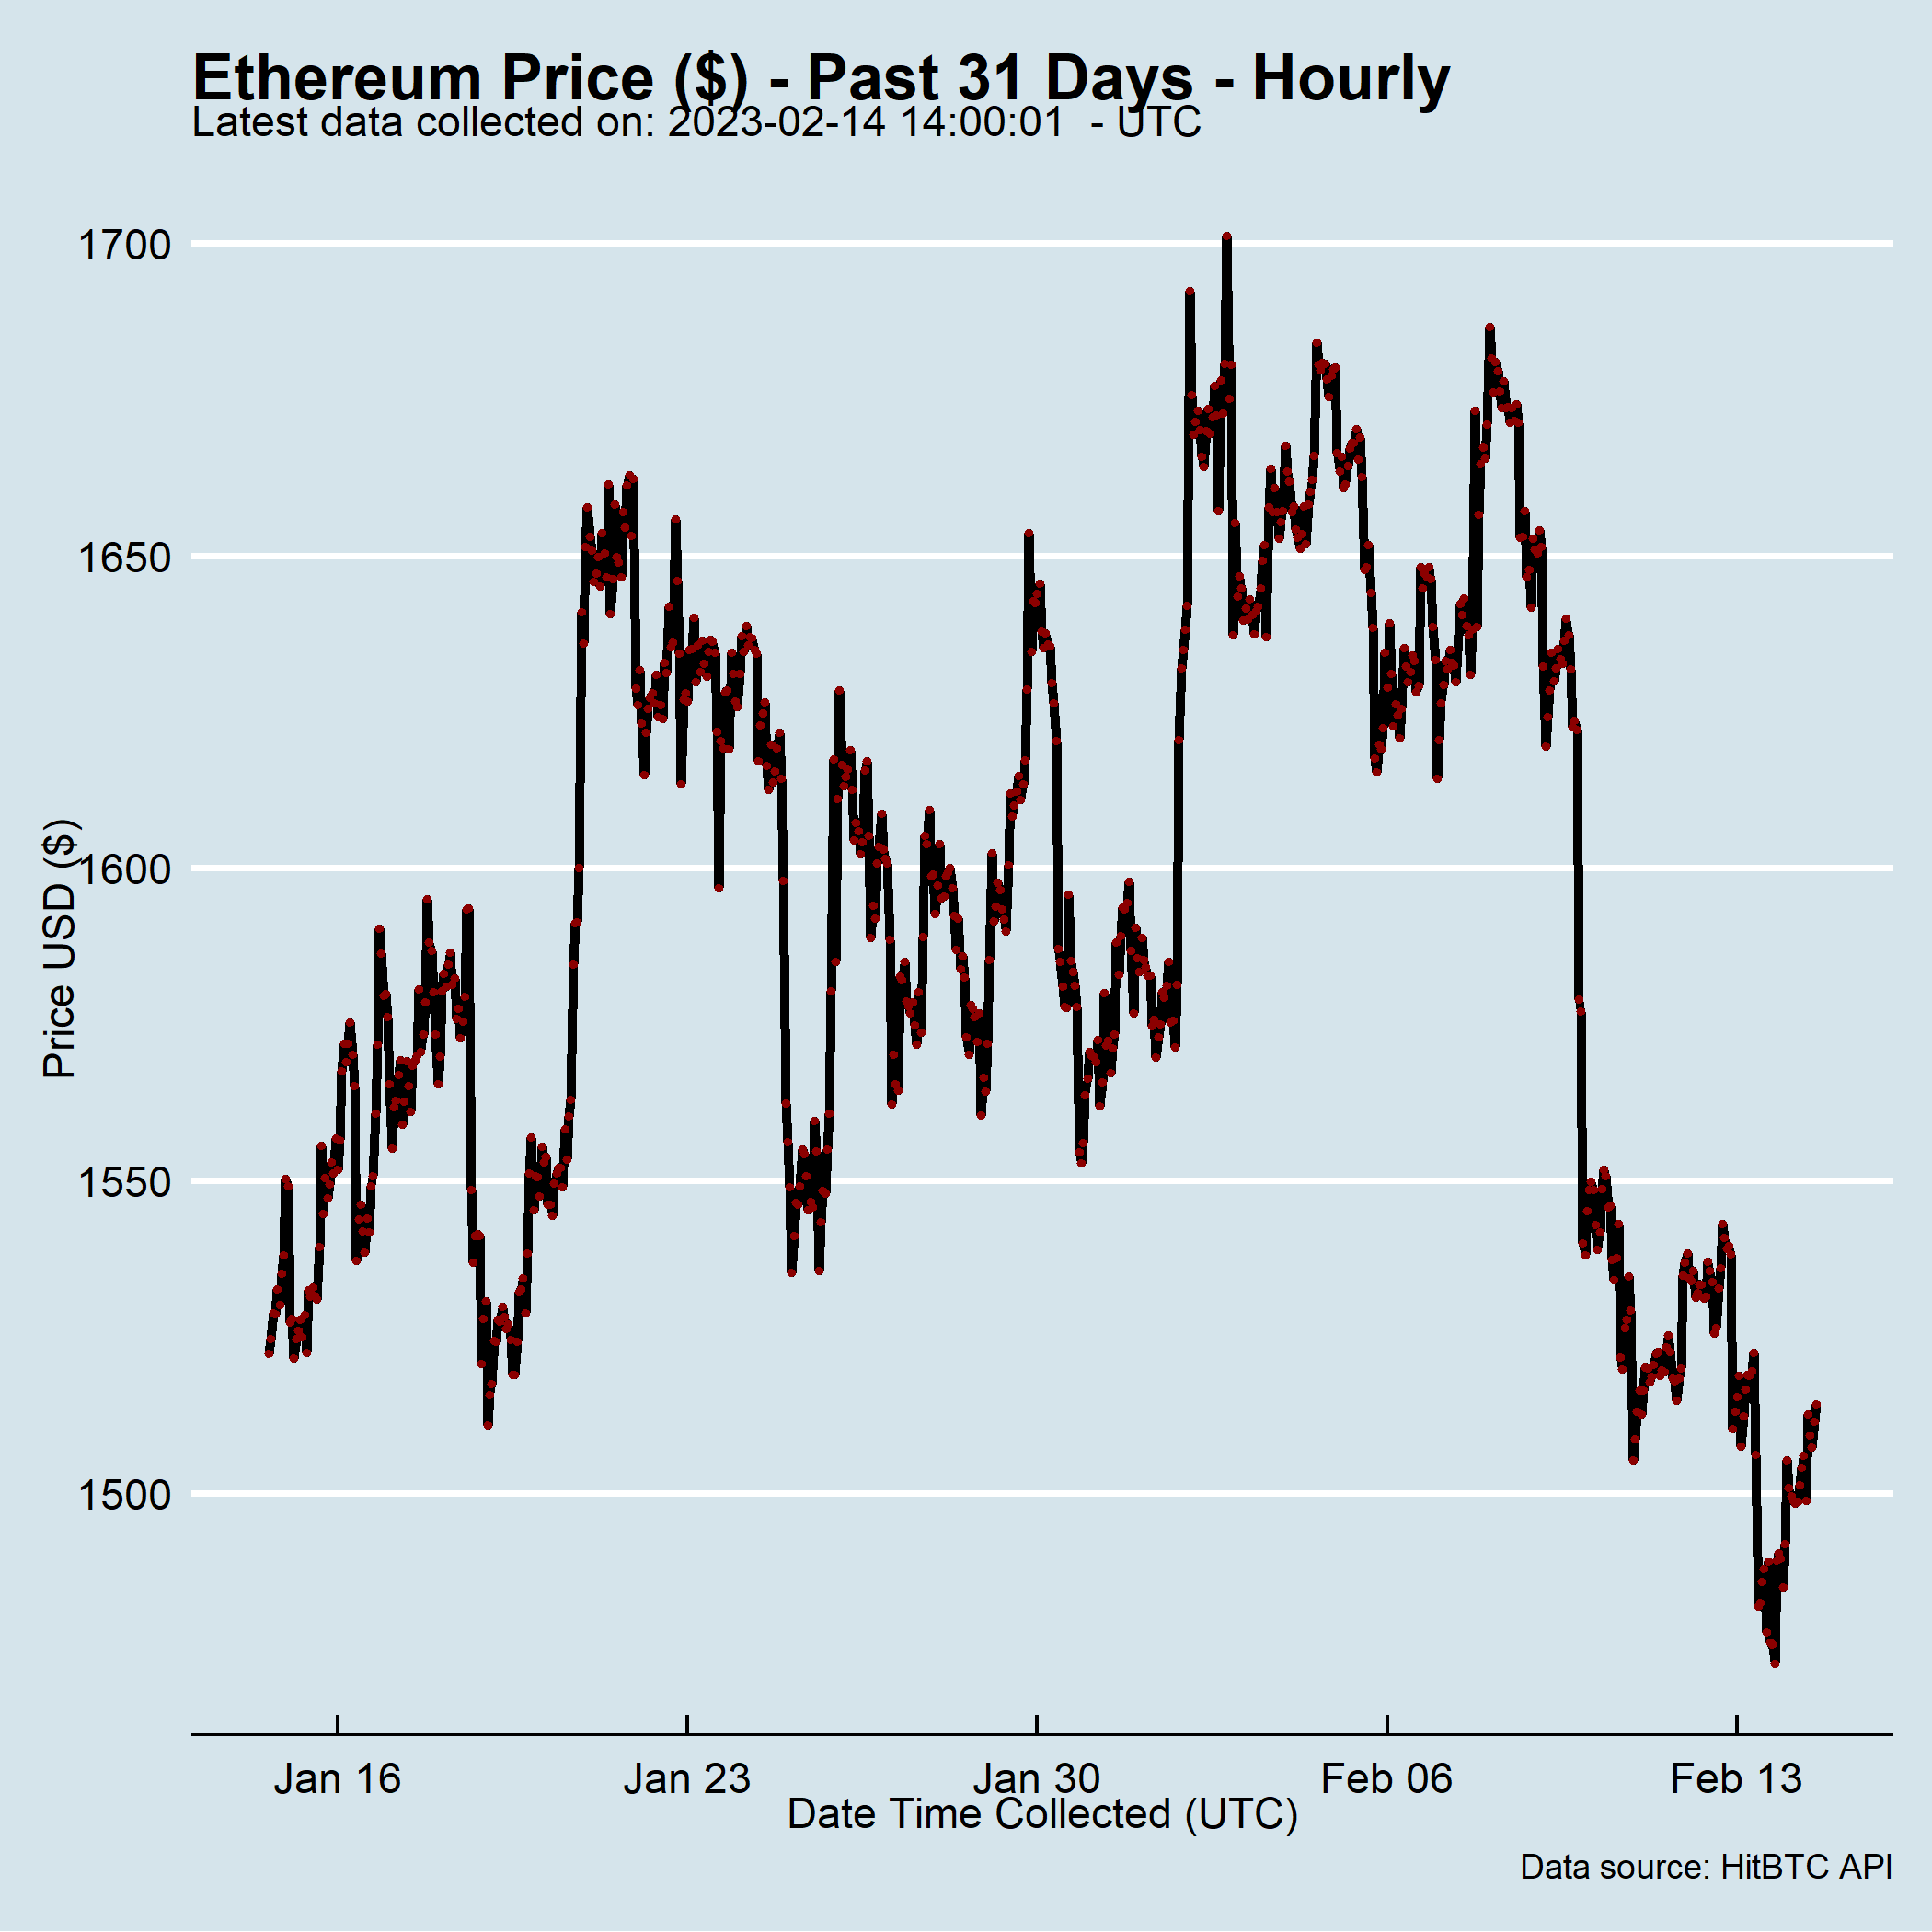 Ethereum Price ($) - Past 31 Days - Hourly
Latest data collected on: 2023-02-14 14:00:01  - UTC
1700
1650
1600
1550
1500
Price USD ($)
Jan 16
Jan 23
Jan 30
Feb 06
Feb 13
Date Time Collected (UTC)
Data source: HitBTC API